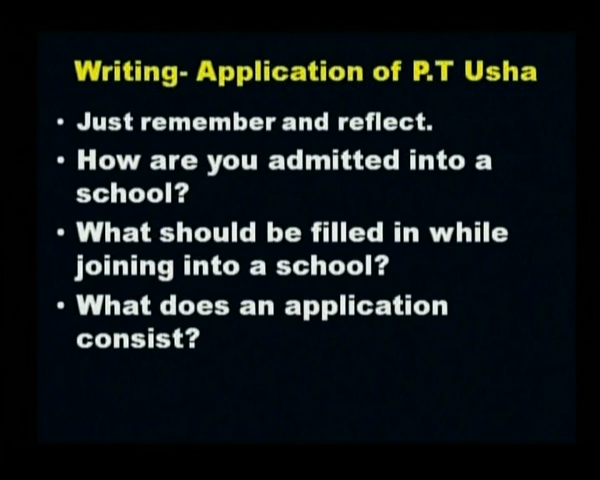 Writing- Application of P.T Usha
• Just remember and reflect.
• How are you admitted into a
school?
• What should be filled in while
joining into a school?
• What does an application
consist?